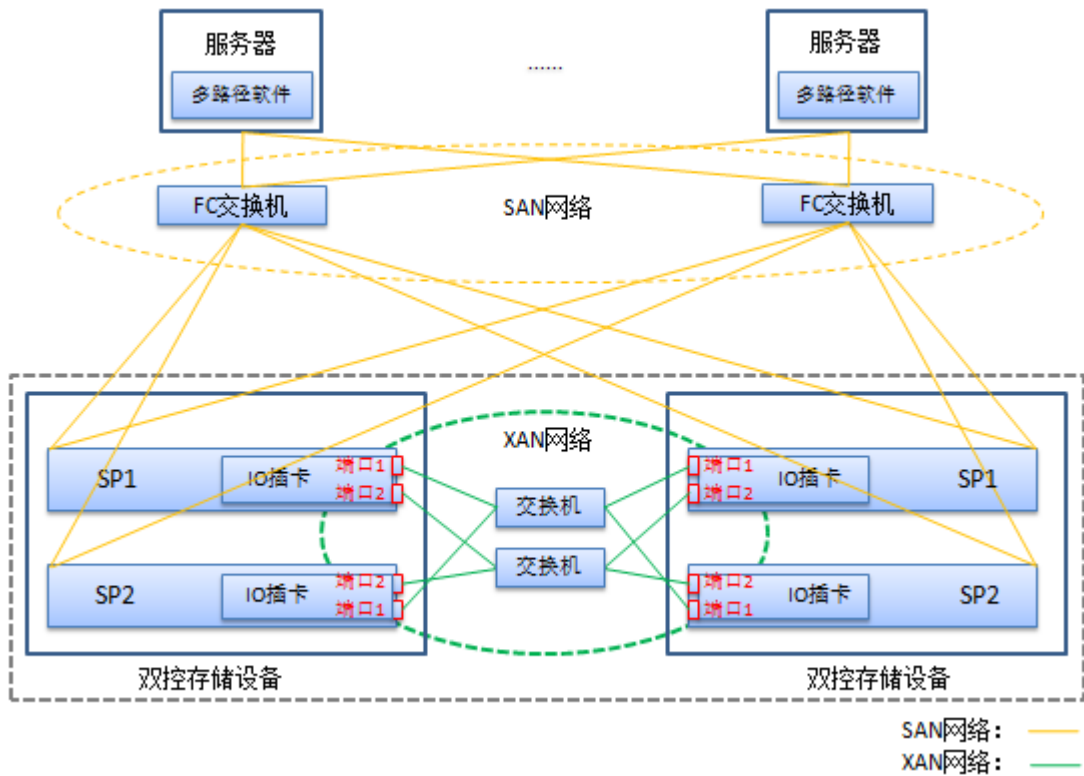 服务器
服务器
......
多路径软件
多路径软件
FC交换机
SAN网络
FC交换机
XAN网络
SP1
IO插卡
端口1
端口2
交换机
端口1
端口2
IO插卡
SP1
SP2
IO插卡
端口2
端口1
交换机
端口2
端口1
IO插卡
SP2
双控存储设备
双控存储设备
SAN网络：
XAN网络：